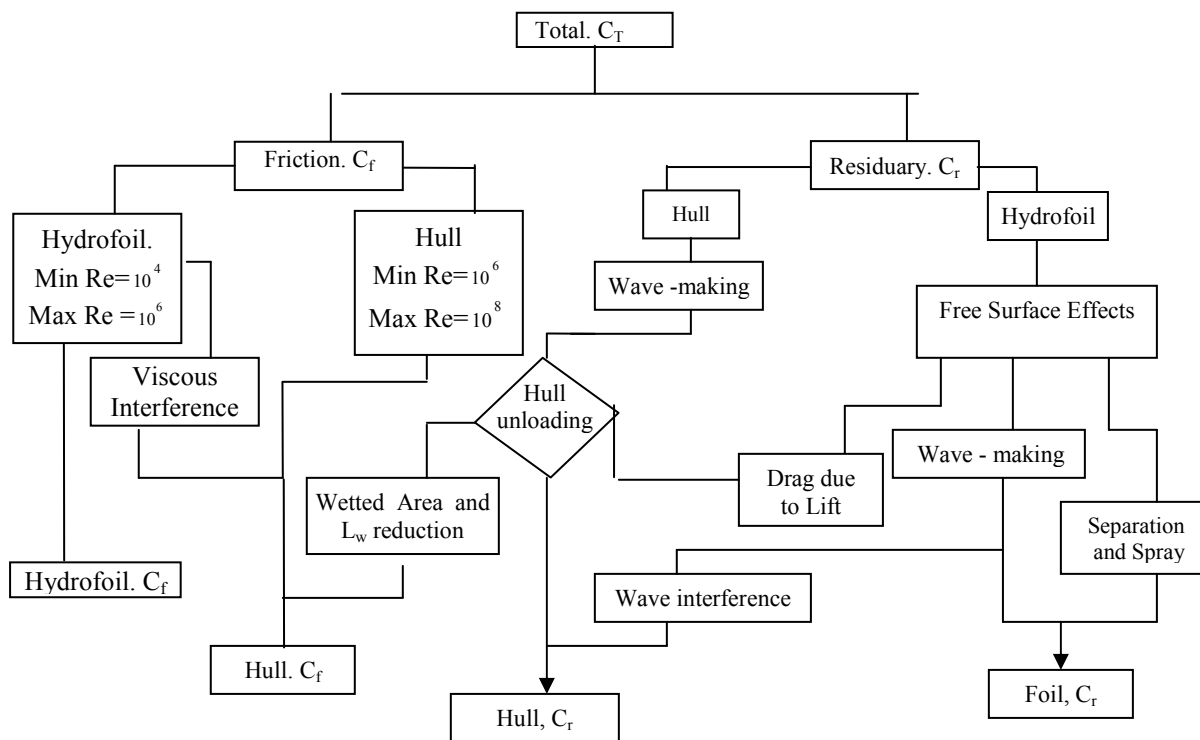 Total. C_T
Friction. C_f
Residuary. C_r
Hydrofoil.
Min Re=10^4
Max Re =10^6
Hull
Min Re=10^6
Max Re=10^8
Hull
Hydrofoil
Wave -making
Free Surface Effects
Viscous
Interference
Hull
unloading
Wave - making
Drag due
to Lift
Wetted Area and
L_w reduction
Separation
and Spray
Hydrofoil. C_f
Wave interference
Hull. C_f
Hull, C_r
Foil, C_r